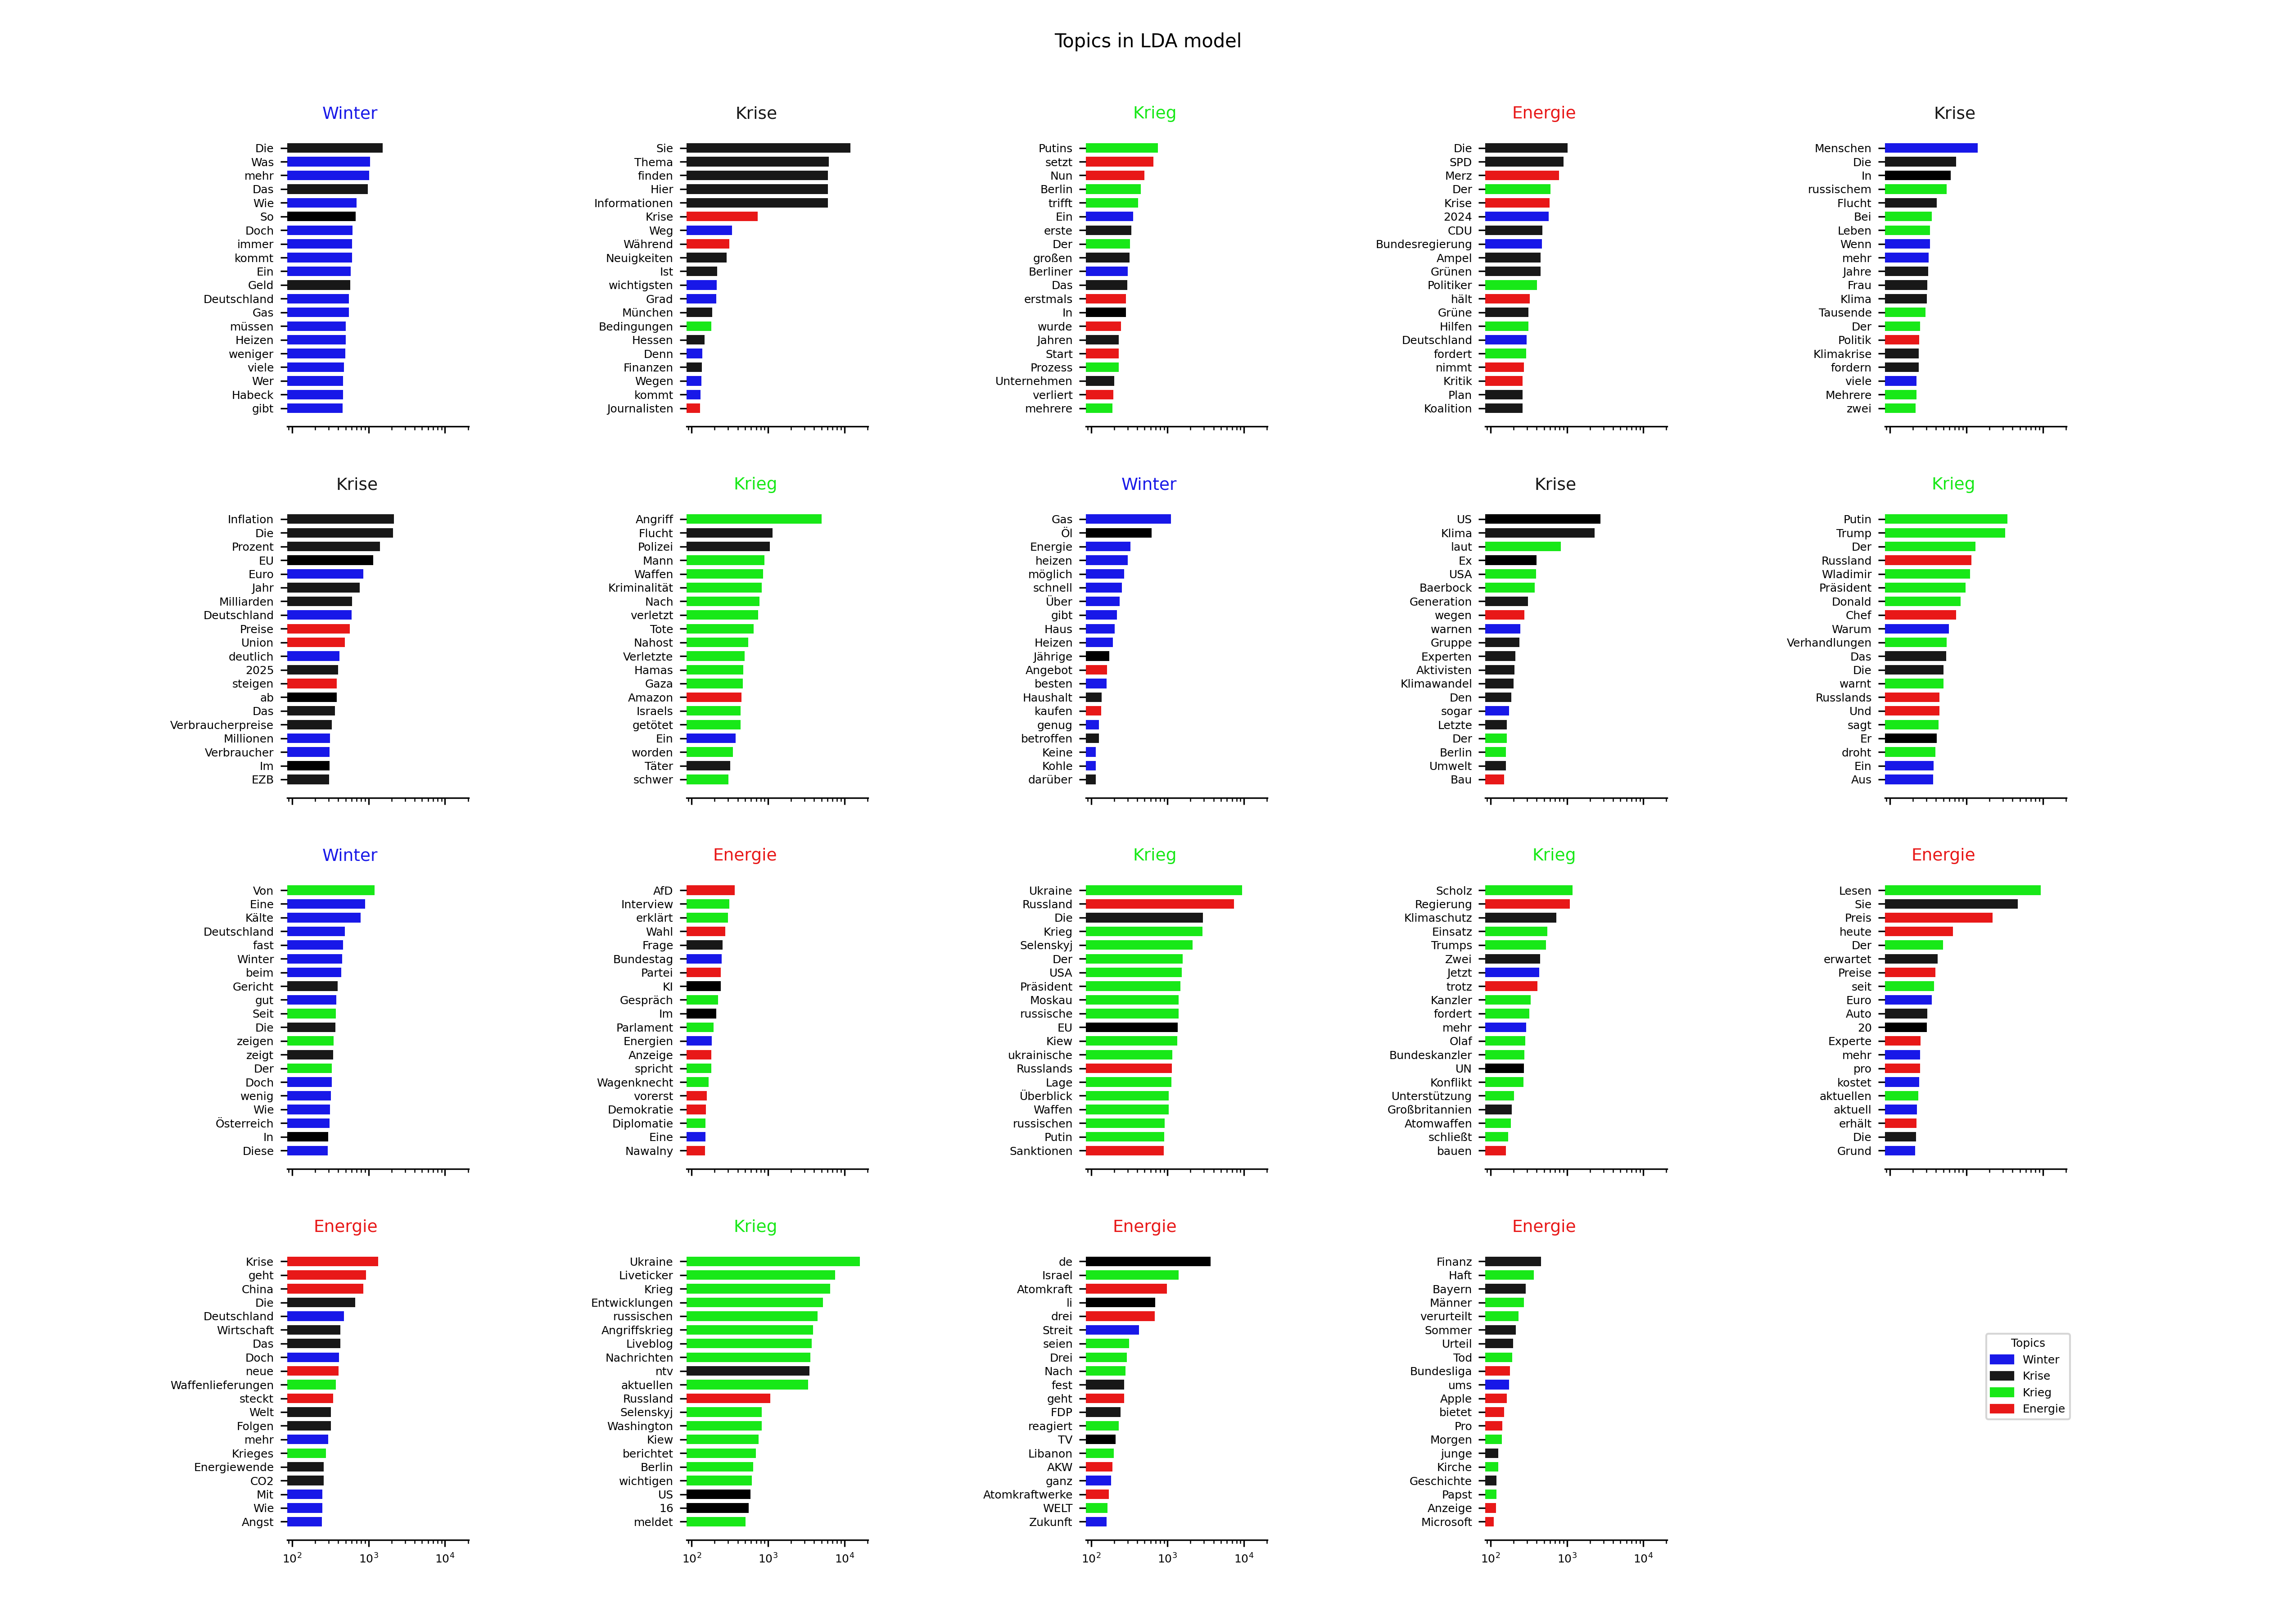 Topics in LDA model
Winter
Die
Was
mehr
Das
Wie
So
Doch
immer
kommt
Ein
Geld
Deutschland
Gas
müssen
Heizen
weniger
viele
Wer
Habeck
gibt
Krise
Sie
Thema
finden
Hier
Informationen
Krise
Weg
Während
Neuigkeiten
Ist
wichtigsten
Grad
München
Bedingungen
Hessen
Denn
Finanzen
Wegen
kommt
Journalisten
Krieg
Putins
setzt
Nun
Berlin
trifft
Ein
erste
Der
großen
Berliner
Das
erstmals
In
wurde
Jahren
Start
Prozess
Unternehmen
verliert
mehrere
Energie
Die
SPD
Merz
Der
Krise
2024
CDU
Bundesregierung
Ampel
Grünen
Politiker
hält
Grüne
Hilfen
Deutschland
fordert
nimmt
Kritik
Plan
Koalition
Krise
Menschen
Die
In
russischem
Flucht
Bei
Leben
Wenn
mehr
Jahre
Frau
Klima
Tausende
Der
Politik
Klimakrise
fordern
viele
Mehrere
zwei
Krise
Inflation
Die
Prozent
EU
Euro
Jahr
Milliarden
Deutschland
Preise
Union
deutlich
2025
steigen
ab
Das
Verbraucherpreise
Millionen
Verbraucher
Im
EZB
Krieg
Angriff
Flucht
Polizei
Mann
Waffen
Kriminalität
Nach
verletzt
Tote
Nahost
Verletzte
Hamas
Gaza
Amazon
Israels
getötet
Ein
worden
Täter
schwer
Winter
Gas
Öl
Energie
heizen
möglich
schnell
Über
gibt
Haus
Heizen
Jährige
Angebot
besten
Haushalt
kaufen
genug
betroffen
Keine
Kohle
darüber
Krise
US
Klima
laut
Ex
USA
Baerbock
Generation
wegen
warnen
Gruppe
Experten
Aktivisten
Klimawandel
Den
sogar
Letzte
Der
Berlin
Umwelt
Bau
Krieg
Putin
Trump
Der
Russland
Wladimir
Präsident
Donald
Chef
Warum
Verhandlungen
Das
Die
warnt
Russlands
Und
sagt
Er
droht
Ein
Aus
Winter
Von
Eine
Kälte
Deutschland
fast
Winter
beim
Gericht
gut
Seit
Die
zeigen
zeigt
Der
Doch
wenig
Wie
Österreich
In
Diese
Energie
AfD
Interview
erklärt
Wahl
Frage
Bundestag
Partei
KI
Gespräch
Im
Parlament
Energien
Anzeige
spricht
Wagenknecht
vorerst
Demokratie
Diplomatie
Eine
Nawalny
Krieg
Ukraine
Russland
Die
Krieg
Selenskyj
Der
USA
Präsident
Moskau
russische
EU
Kiew
ukrainische
Russlands
Lage
Überblick
Waffen
russischen
Putin
Sanktionen
Krieg
Scholz
Regierung
Klimaschutz
Einsatz
Trumps
Zwei
Jetzt
trotz
Kanzler
fordert
mehr
Olaf
Bundeskanzler
UN
Konflikt
Unterstützung
Großbritannien
Atomwaffen
schließt
bauen
Energie
Lesen
Sie
Preis
heute
Der
erwartet
Preise
seit
Euro
Auto
20
Experte
mehr
pro
kostet
aktuellen
aktuell
erhält
Die
Grund
Energie
Krise
geht
China
Die
Deutschland
Wirtschaft
Das
Doch
neue
Waffenlieferungen
steckt
Welt
Folgen
mehr
Krieges
Energiewende
CO2
Mit
Wie
Angst
10² 10³ 10⁴
Krieg
Ukraine
Liveticker
Krieg
Entwicklungen
russischen
Angriffskrieg
Liveblog
Nachrichten
ntv
aktuellen
Russland
Selenskyj
Washington
Kiew
berichtet
Berlin
wichtigen
US
16
meldet
10² 10³ 10⁴
Energie
de
Israel
Atomkraft
li
drei
Streit
seien
Drei
Nach
fest
geht
FDP
reagiert
TV
Libanon
AKW
ganz
Atomkraftwerke
WELT
Zukunft
10² 10³ 10⁴
Energie
Finanz
Haft
Bayern
Männer
verurteilt
Sommer
Urteil
Tod
Bundesliga
ums
Apple
bietet
Pro
Morgen
junge
Kirche
Geschichte
Papst
Anzeige
Microsoft
10² 10³ 10⁴
Topics
Winter
Krise
Krieg
Energie